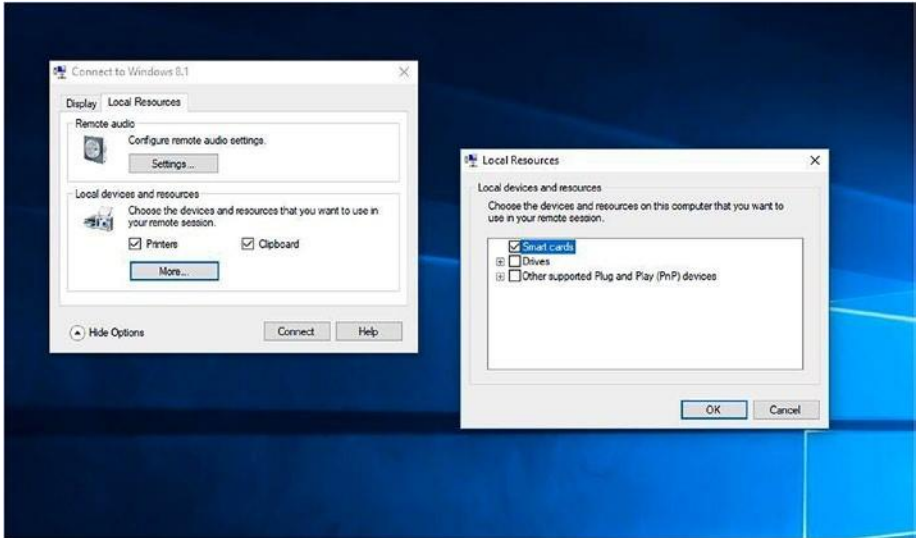 Connect to Windows 8.1
Display Local Resources
Remote audio
Configure remote audio settings.
Settings...
Local devices and resources
Choose the devices and resources that you want to use in
your remote session.
Printers Clipboard
More...
Hide Options
Connect Help
Local Resources
Local devices and resources
Choose the devices and resources on this computer that you want to
use in your remote session.
Smart cards
Drives
Other supported Plug and Play (PnP) devices
OK Cancel